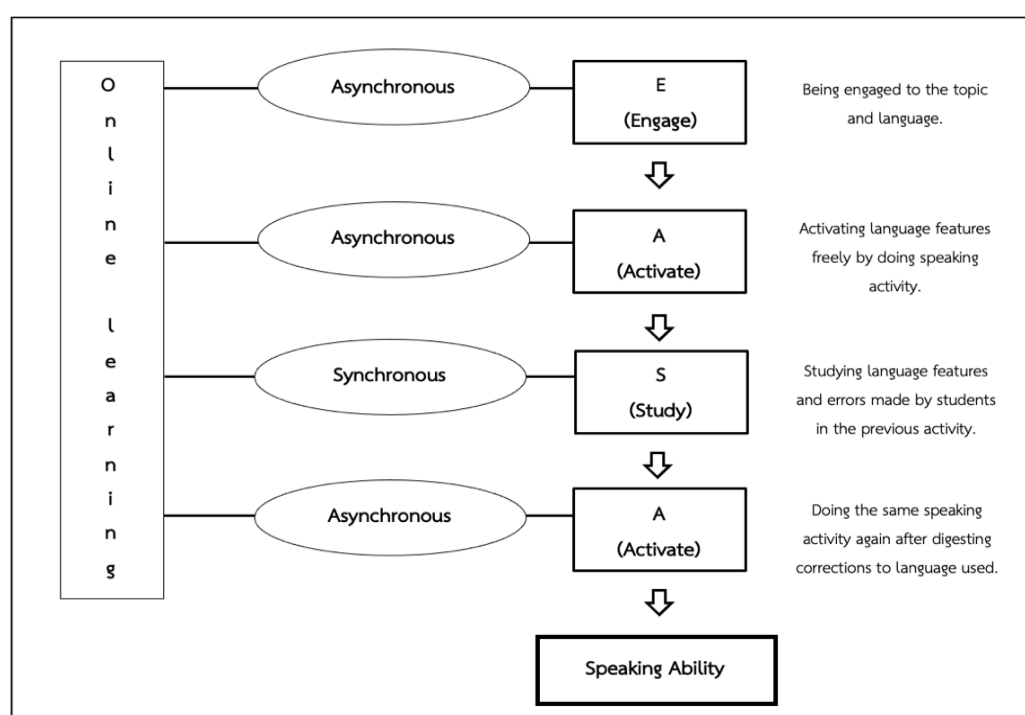 Online learning
Asynchronous
E
(Engage)
Being engaged to the topic
and language.
Asynchronous
A
(Activate)
Activating language features
freely by doing speaking
activity.
Synchronous
S
(Study)
Studying language features
and errors made by students
in the previous activity.
Asynchronous
A
(Activate)
Doing the same speaking
activity again after digesting
corrections to language used.
Speaking Ability